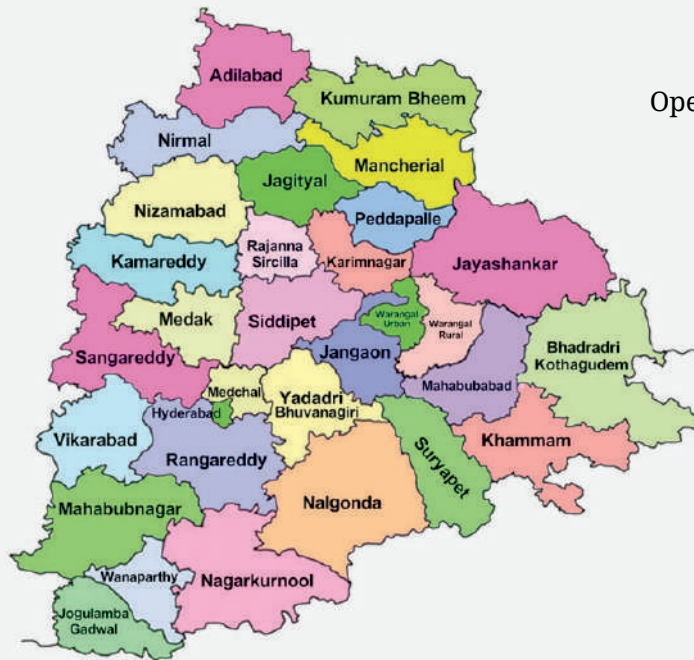 Adilabad
Kumuram Bheem
Ope
Nirmal
Mancherial
Jagityal
Nizamabad
Peddapalle
Rajanna
Sircilla
Kamareddy
Karimnagar
Jayashankar
Medak
Siddipet
Warangal
Urban
Warangal
Rural
Sangareddy
Jangaon
Bhadradri
Kothagudem
Mahabubabad
Medchal
Yadadri
Bhuvanagiri
Hyderabad
Vikarabad
Rangareddy
Suryapet
Khammam
Mahabubnagar
Nalgonda
Wanaparthy
Nagarkurnool
Jogulamba
Gadwal